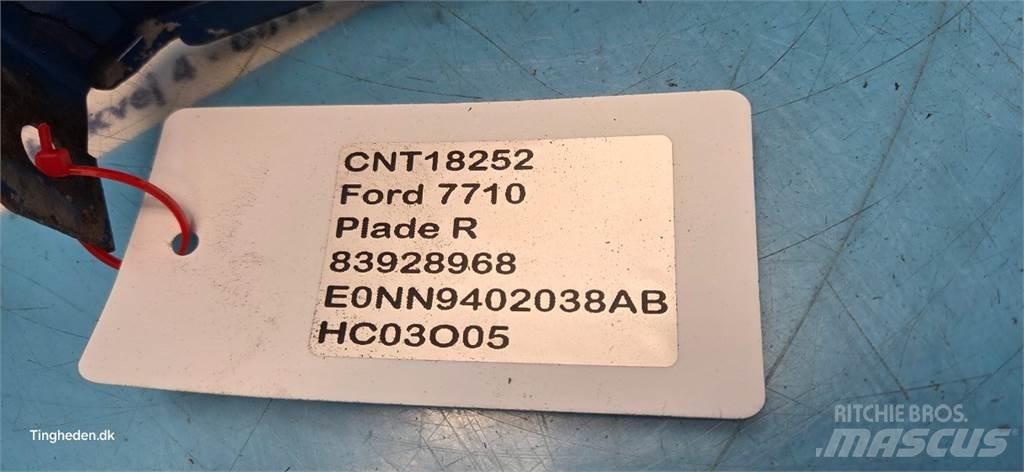 CNT18252
Ford 7710
Plade R
83928968
E0NN9402038AB
HC03O05
Tingheden.dk
RITCHIE BROS.
MASCUS